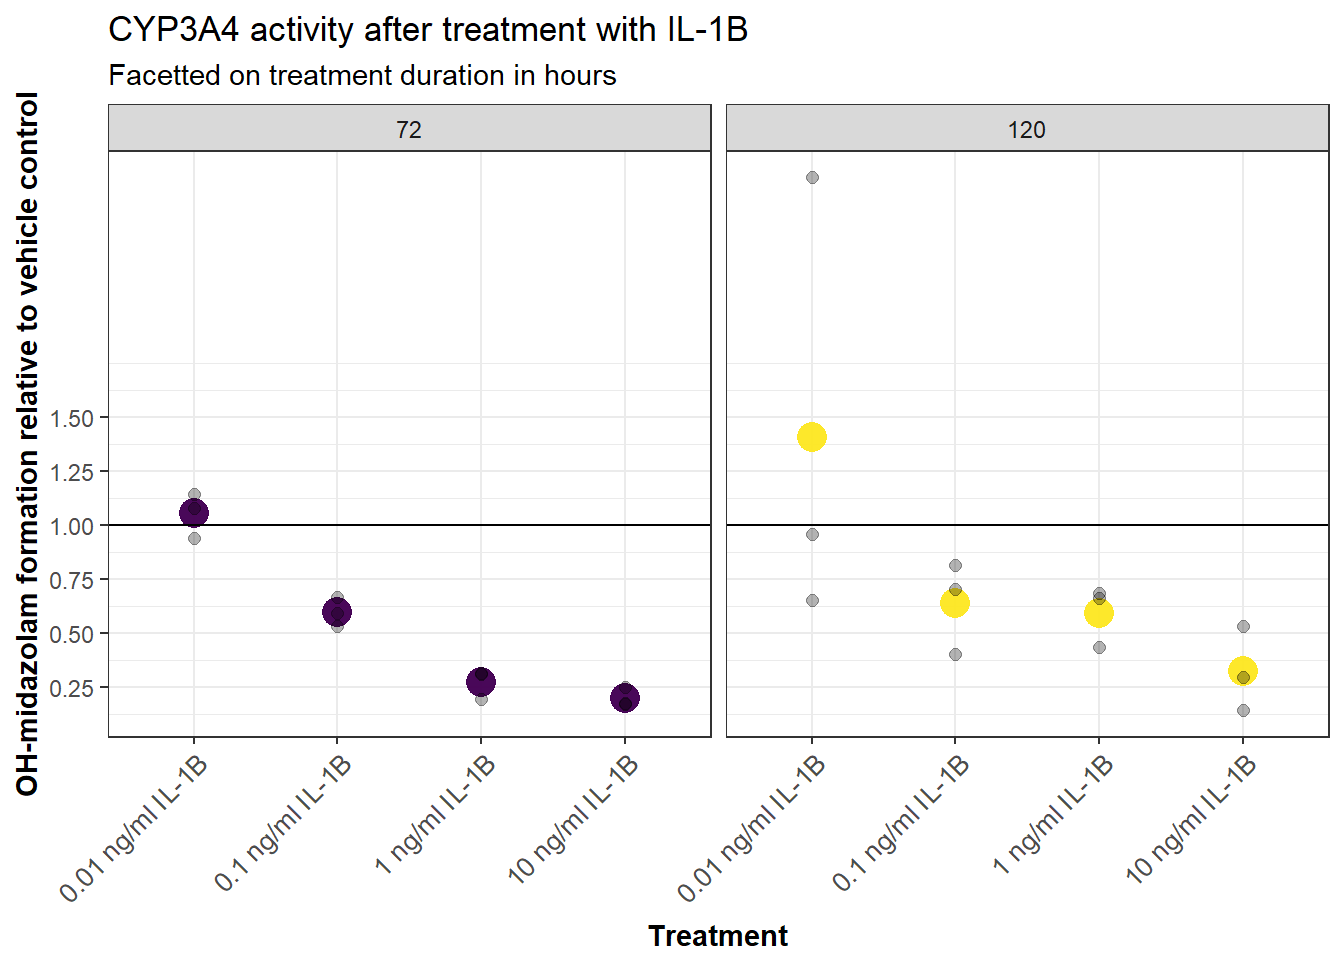 CYP3A4 activity after treatment with IL-1B
Facetted on treatment duration in hours
72
120
OH-midazolam formation relative to vehicle control
1.50
1.25
1.00
0.75
0.50
0.25
0.01 ng/ml IL-1B
0.1 ng/ml IL-1B
1 ng/ml IL-1B
10 ng/ml IL-1B
0.01 ng/ml IL-1B
0.1 ng/ml IL-1B
1 ng/ml IL-1B
10 ng/ml IL-1B
Treatment